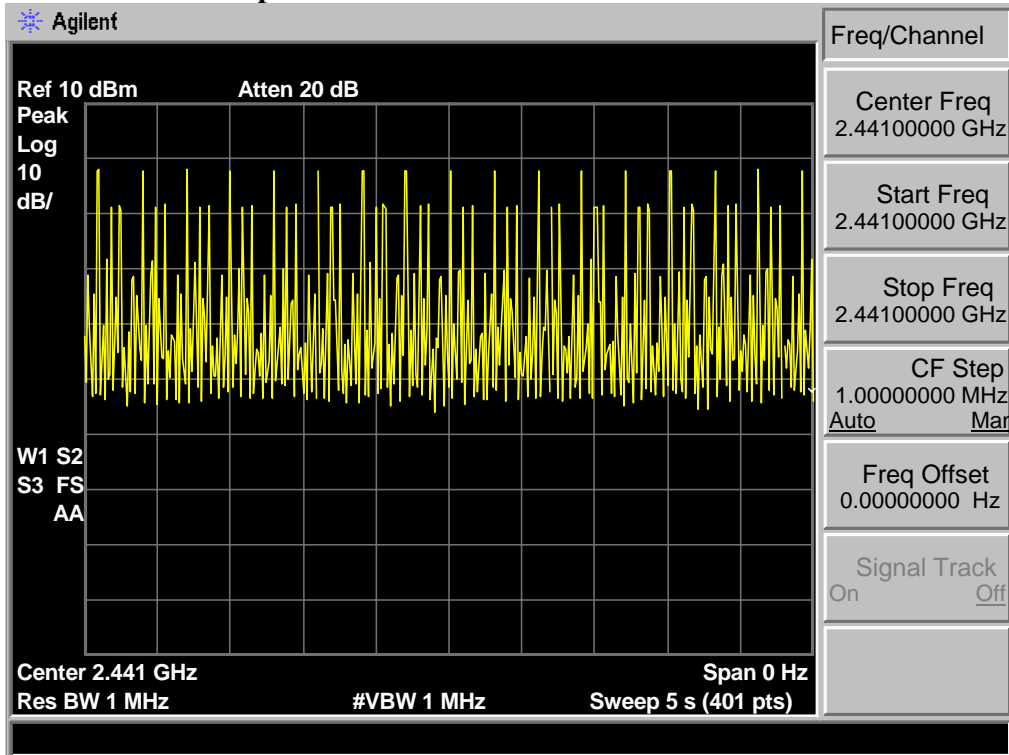 Agilent
Freq/Channel
Ref 10 dBm Atten 20 dB
Peak
Log
10
dB/
W1 S2
S3 FS
AA
Center 2.441 GHz Span 0 Hz
Res BW 1 MHz #VBW 1 MHz Sweep 5 s (401 pts)
Center Freq
2.44100000 GHz
Start Freq
2.44100000 GHz
Stop Freq
2.44100000 GHz
CF Step
1.00000000 MHz
Auto Man
Freq Offset
0.00000000 Hz
Signal Track
On Off